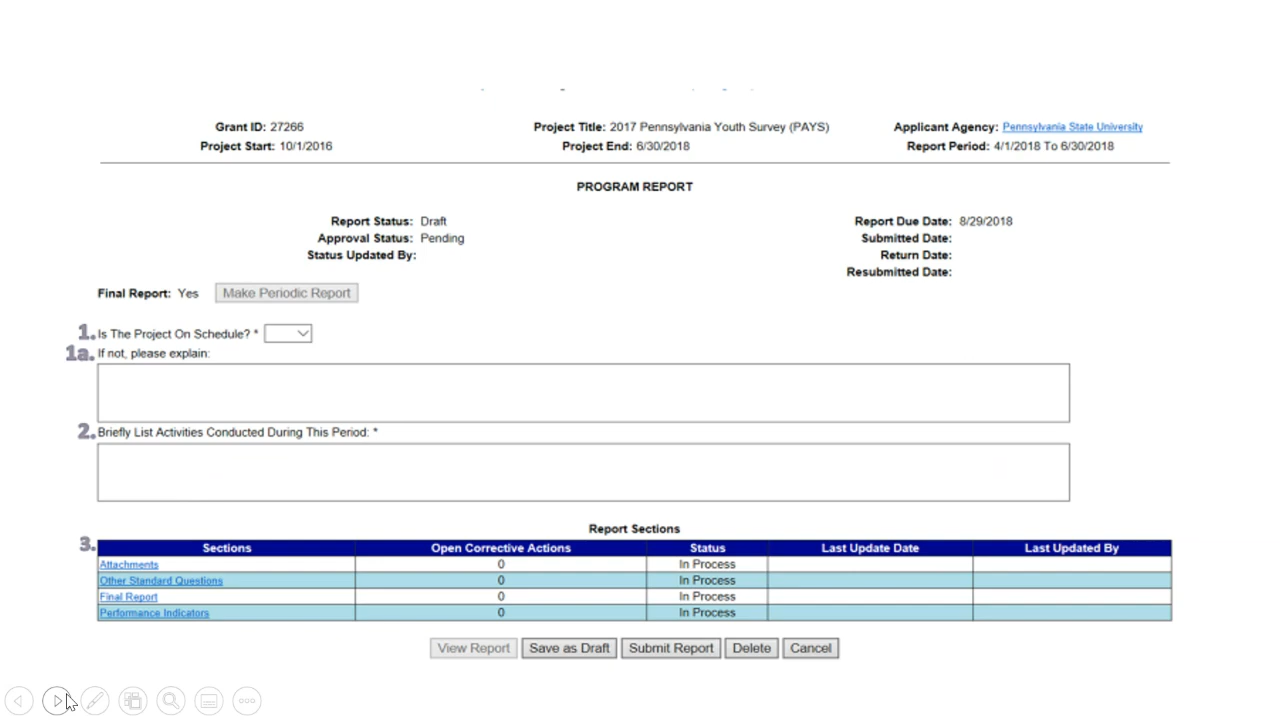 Grant ID: 27266 Project Title: 2017 Pennsylvania Youth Survey (PAYS) Applicant Agency: Pennsylvania State University
Project Start: 10/1/2016 Project End: 6/30/2018 Report Period: 4/1/2018 To 6/30/2018
PROGRAM REPORT
Report Status: Draft Report Due Date: 8/29/2018
Approval Status: Pending Submitted Date:
Status Updated By: Return Date:
Resubmitted Date:
Final Report: Yes Make Periodic Report
1. Is The Project On Schedule? *
1a. If not, please explain:
2. Briefly List Activities Conducted During This Period: *
Report Sections
3. Sections Open Corrective Actions Status Last Update Date Last Updated By
Attachments 0 In Process
Other Standard Questions 0 In Process
Final Report 0 In Process
Performance Indicators 0 In Process
View Report Save as Draft Submit Report Delete Cancel